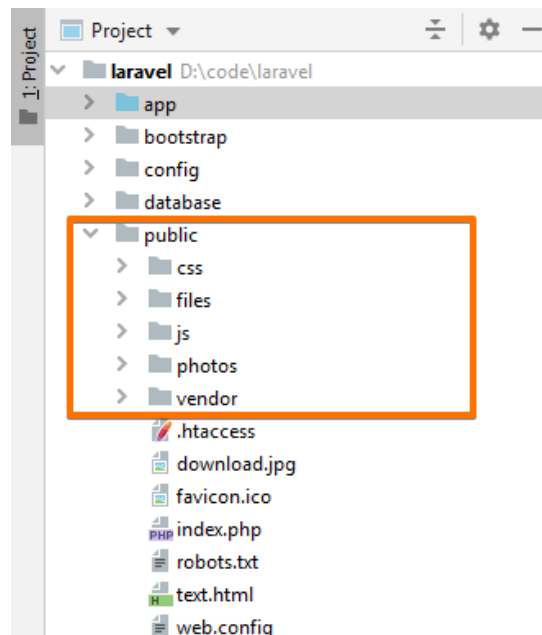 1: Project
Project
laravel D:\code\laravel
app
bootstrap
config
database
public
css
files
js
photos
vendor
.htaccess
download.jpg
favicon.ico
PHP index.php
robots.txt
H text.html
web.config